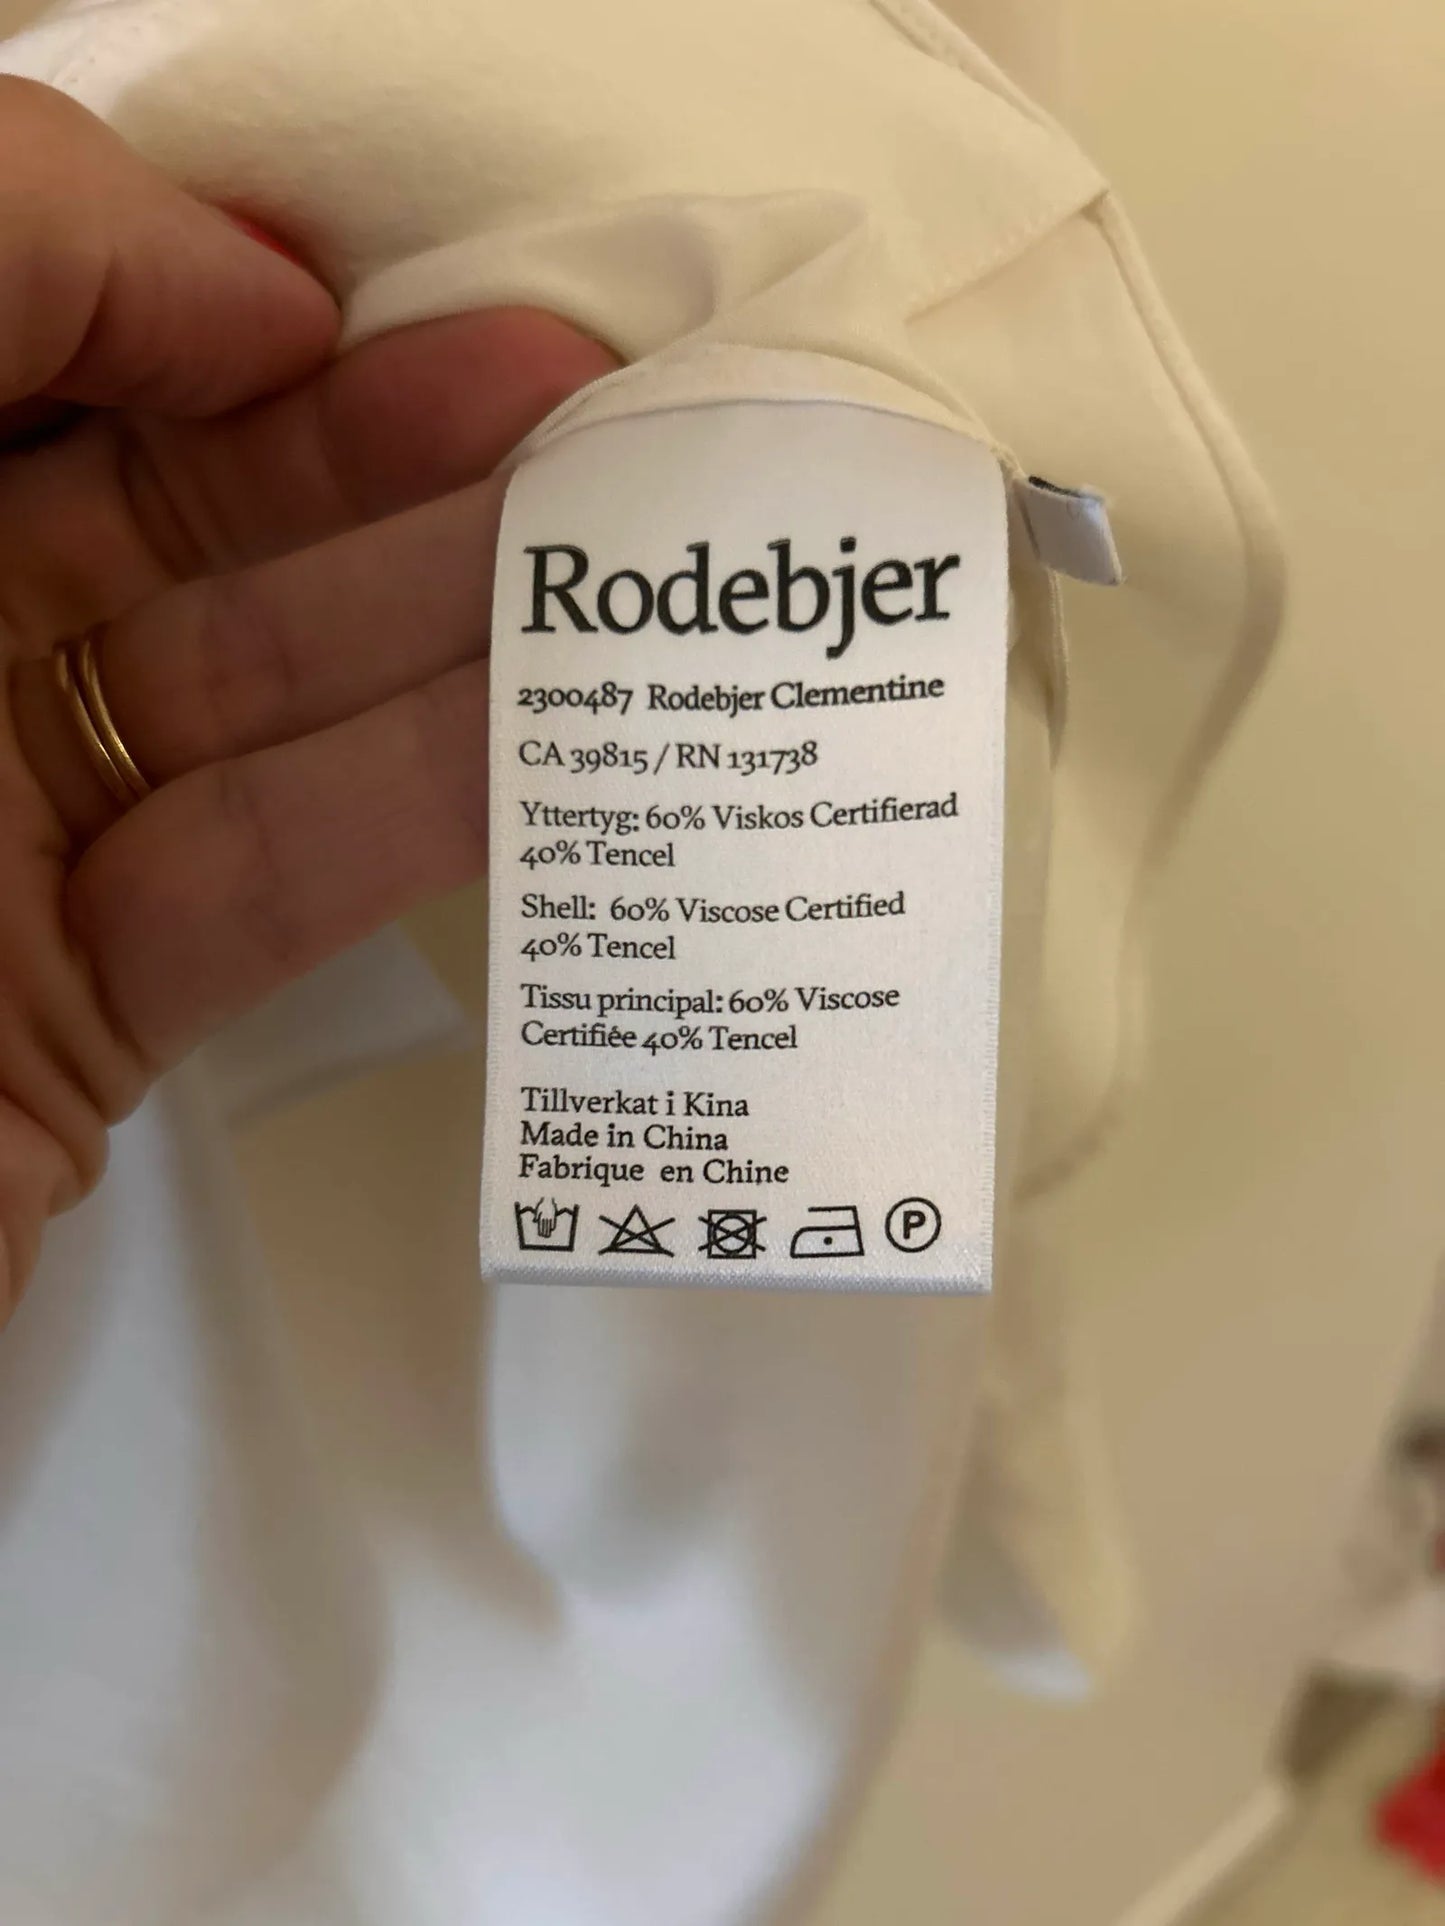 Rodebjer
2300487 Rodebjer Clementine
CA 39815 / RN 131738
Yttertyg: 60% Viskos Certifierad
40% Tencel
Shell: 60% Viscose Certified
40% Tencel
Tissu principal: 60% Viscose
Certifiée 40% Tencel
Tillverkat i Kina
Made in China
Fabrique en Chine
P